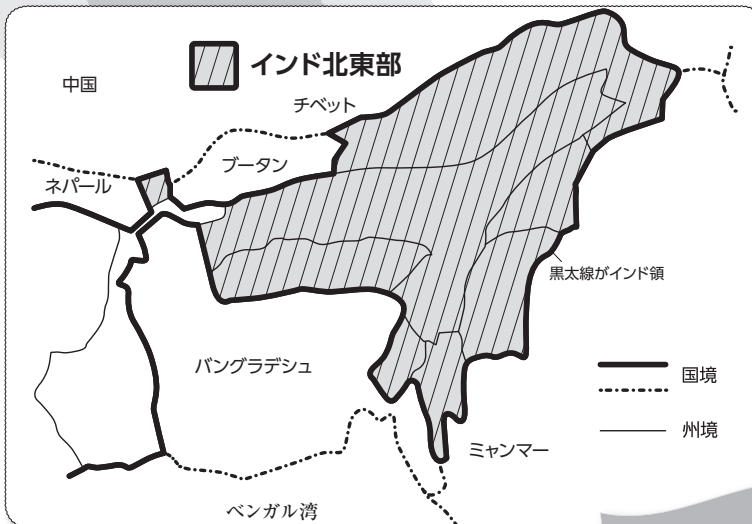 インド北東部
中国
チベット
ブータン
ネパール
黒太線がインド領
バングラデシュ
国境
州境
ミャンマー
ベンガル湾